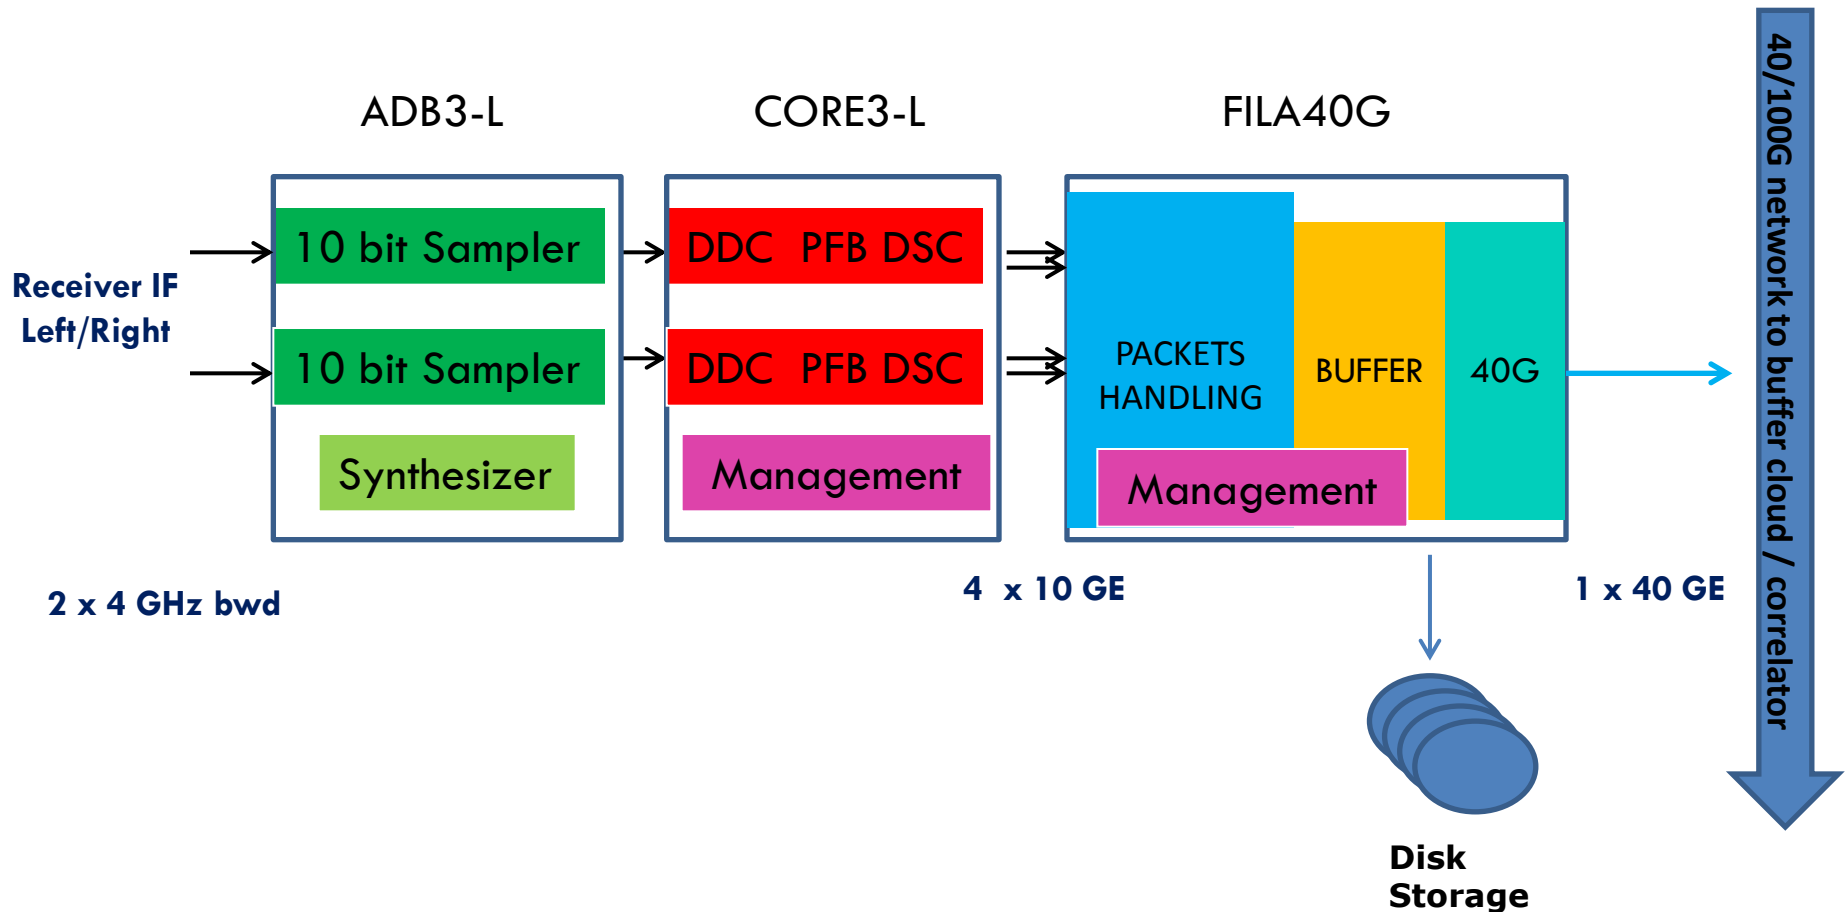 ADB3-L
CORE3-L
FILA40G
Receiver IF
Left/Right
10 bit Sampler
10 bit Sampler
Synthesizer
DDC PFB DSC
DDC PFB DSC
Management
PACKETS
HANDLING
BUFFER
40G
Management
2 x 4 GHz bwd
4 x 10 GE
1 x 40 GE
Disk
Storage
40/100G network to buffer cloud / correlator